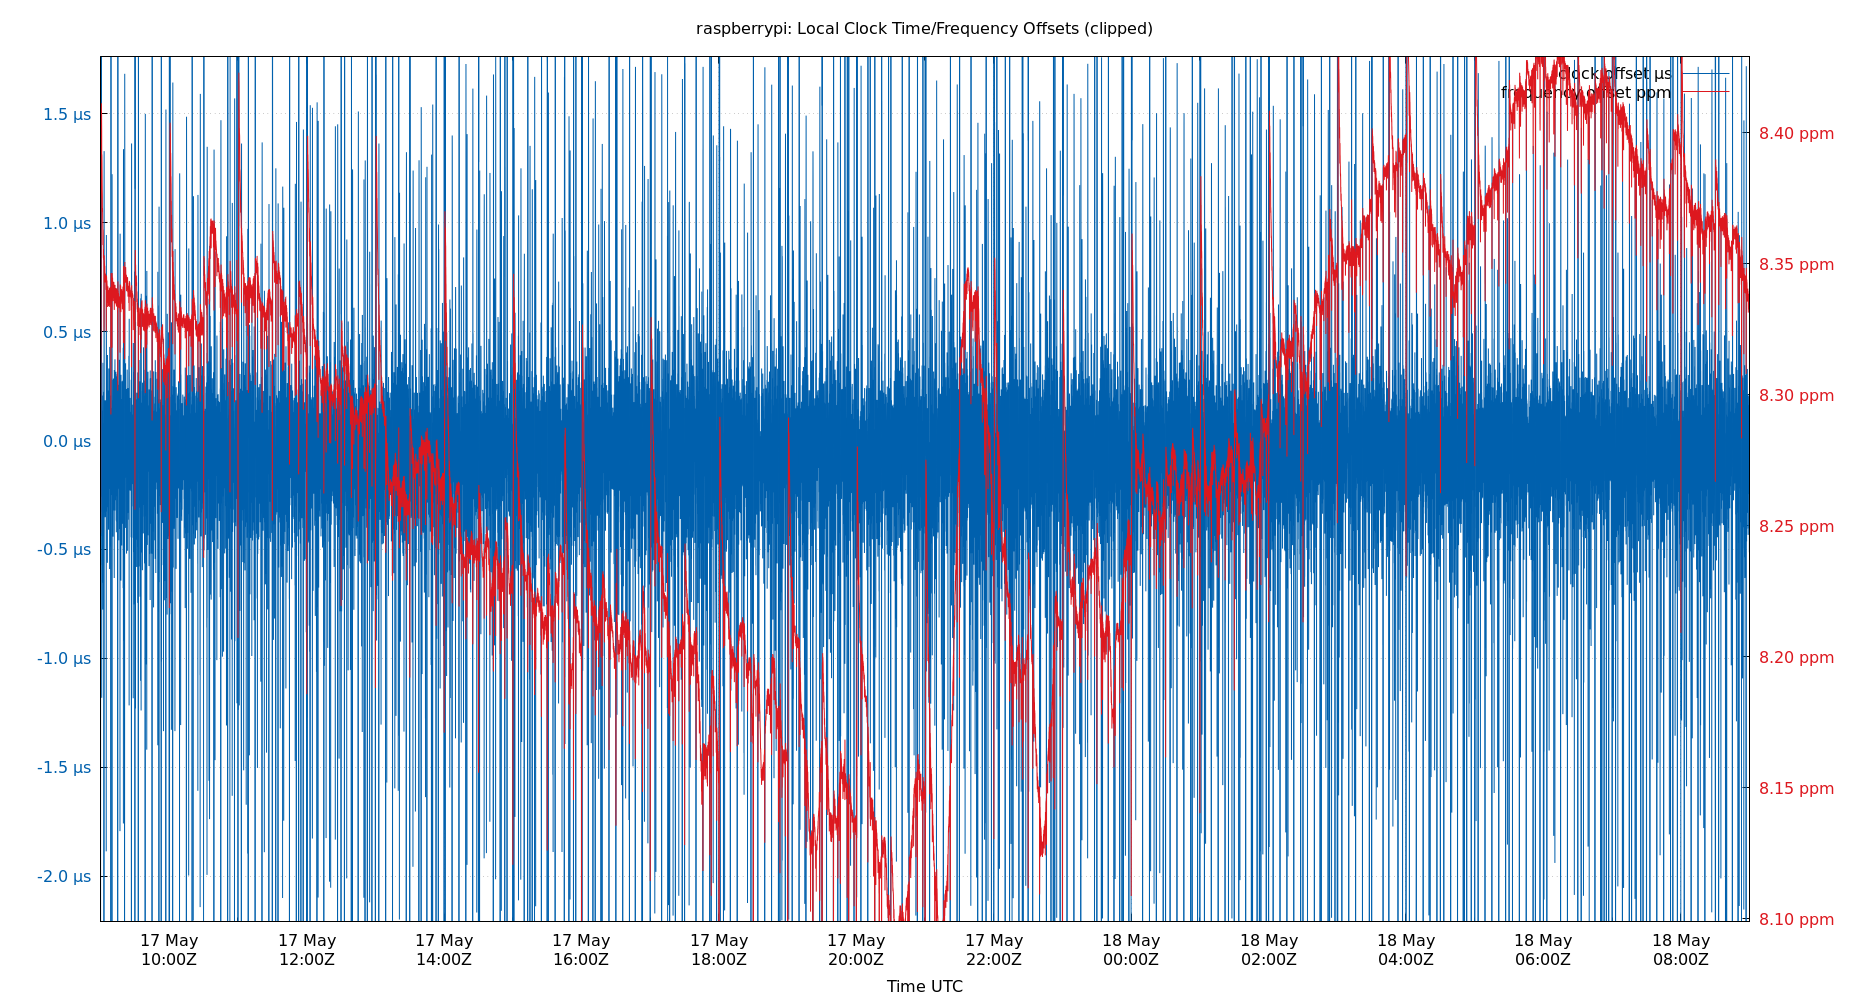 raspberrypi: Local Clock Time/Frequency Offsets (clipped)
clock offset µs
frequency offset ppm
1.5 µs
1.0 µs
0.5 µs
0.0 µs
-0.5 µs
-1.0 µs
-1.5 µs
-2.0 µs
8.40 ppm
8.35 ppm
8.30 ppm
8.25 ppm
8.20 ppm
8.15 ppm
8.10 ppm
17 May 17 May 17 May 17 May 17 May 17 May 17 May 18 May 18 May 18 May 18 May 18 May
10:00Z 12:00Z 14:00Z 16:00Z 18:00Z 20:00Z 22:00Z 00:00Z 02:00Z 04:00Z 06:00Z 08:00Z
Time UTC